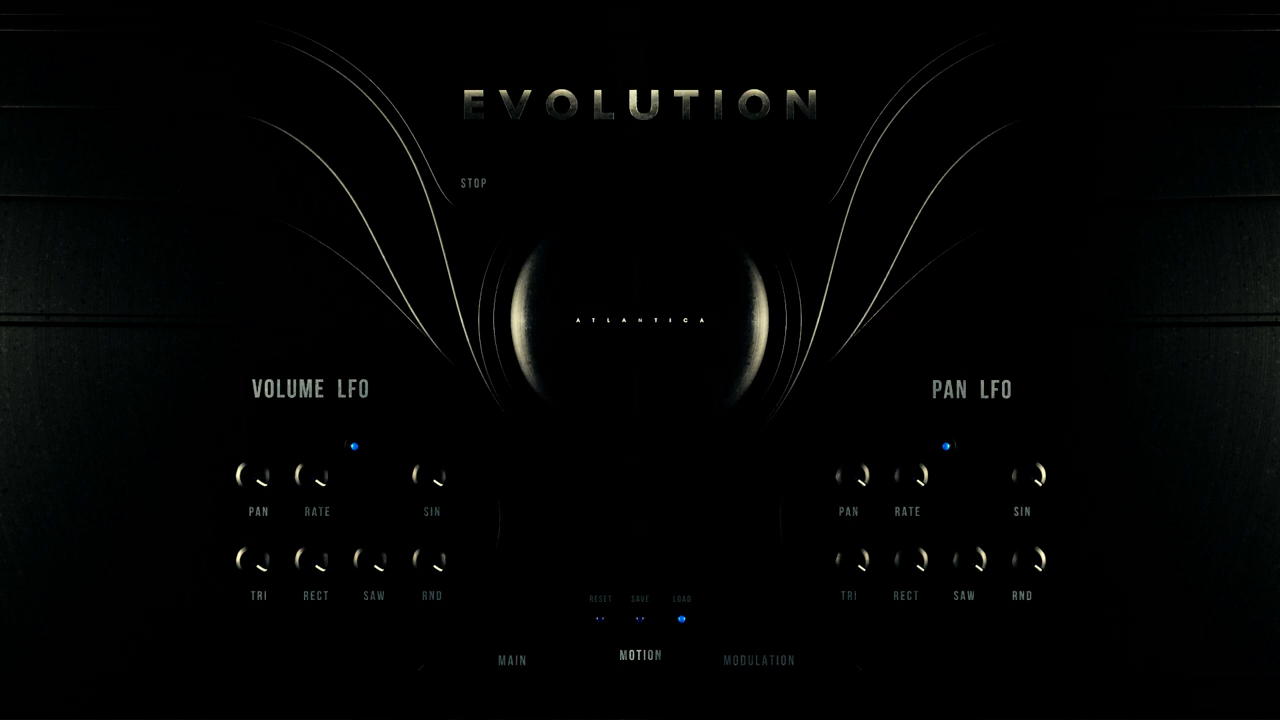 EVOLUTION
STOP
ATLANTICA
VOLUME LFO
PAN LFO
PAN RATE SIN
PAN RATE SIN
TRI RECT SAW RND
TRI RECT SAW RND
RESET SAVE LOAD
MAIN MOTION MODULATION